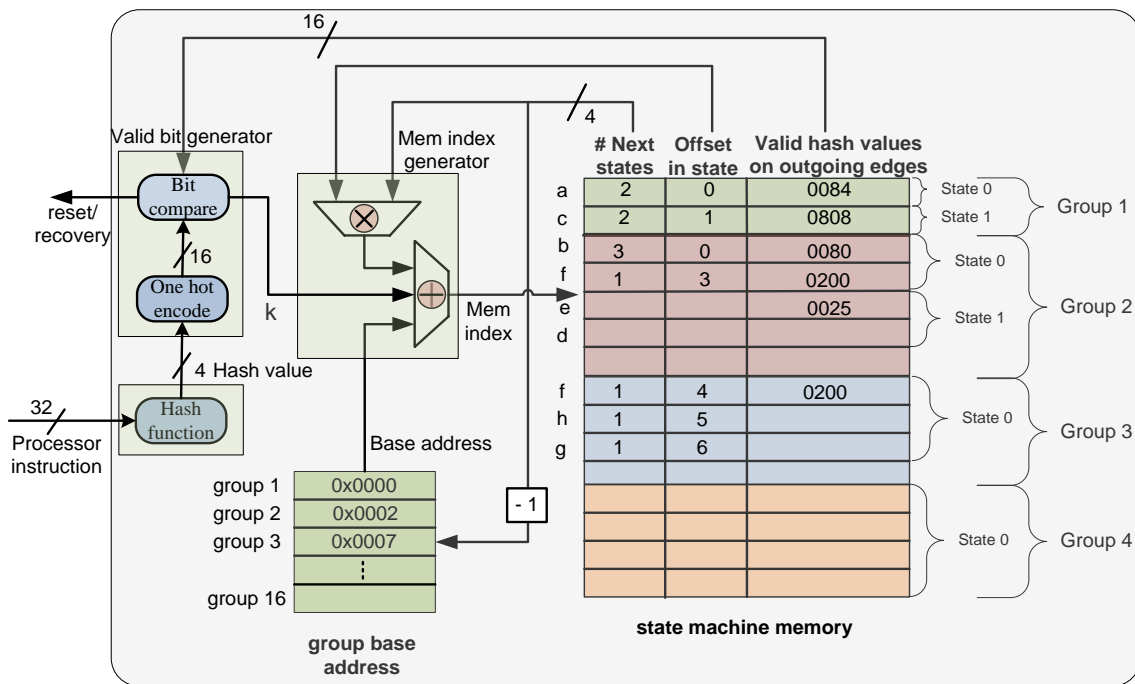 16
4
Valid bit generator
Mem index
generator
# Next
states
Offset
in state
Valid hash values
on outgoing edges
Bit
compare
reset/
recovery
16
One hot
encode
k
Mem
index
4 Hash value
Hash
function
32
Processor
instruction
Base address
- 1
a 2 0 0084 State 0
c 2 1 0808 State 1
Group 1
b 3 0 0080
f 1 3 0200
State 0
e 0025
d
State 1
Group 2
f 1 4 0200
h 1 5
g 1 6
State 0
Group 3
State 0
Group 4
group 1 0x0000
group 2 0x0002
group 3 0x0007
group 16
group base
address
state machine memory